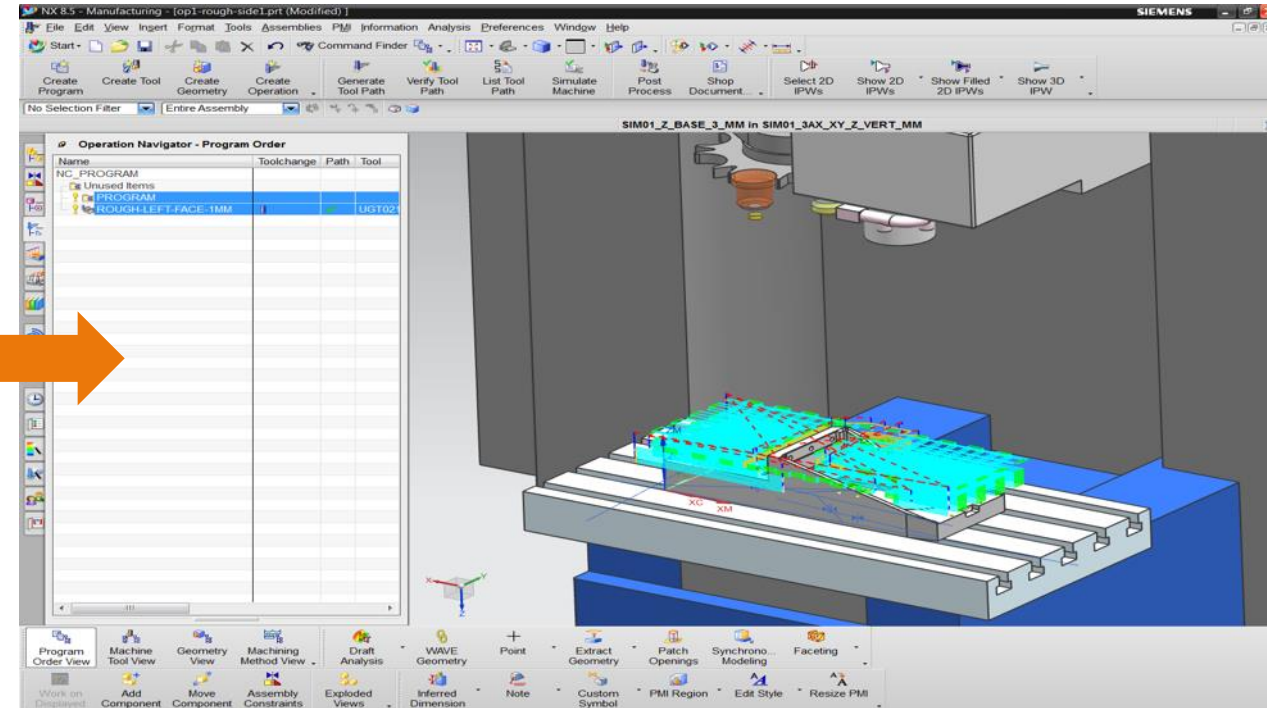 NX 8.5 - Manufacturing - [op1-rough-side1.prt (Modified) ]
SIEMENS
File Edit View Insert Format Tools Assemblies PMI Information Analysis Preferences Window Help
Start Command Finder
Create Program Create Tool Create Geometry Create Operation Generate Tool Path Verify Tool Path List Tool Path Simulate Machine Post Process Shop Document... Select 2D IPWs Show 2D IPWs Show Filled 2D IPWs Show 3D IPW
No Selection Filter Entire Assembly
SIM01_Z_BASE_3_MM in SIM01_3AX_XY_Z_VERT_MM
Operation Navigator - Program Order
Name Toolchange Path Tool
NC_PROGRAM
Unused Items
PROGRAM
ROUGH-LEFT-FACE-1MM UGT021
ZM
XC XM
X Y
Z
Program Order View Machine Tool View Geometry View Machining Method View Draft Analysis WAVE Geometry Point Extract Geometry Patch Openings Synchrono... Modeling Faceting
Work on Displayed Add Component Move Component Assembly Constraints Exploded Views Inferred Dimension Note Custom Symbol PMI Region Edit Style Resize PMI